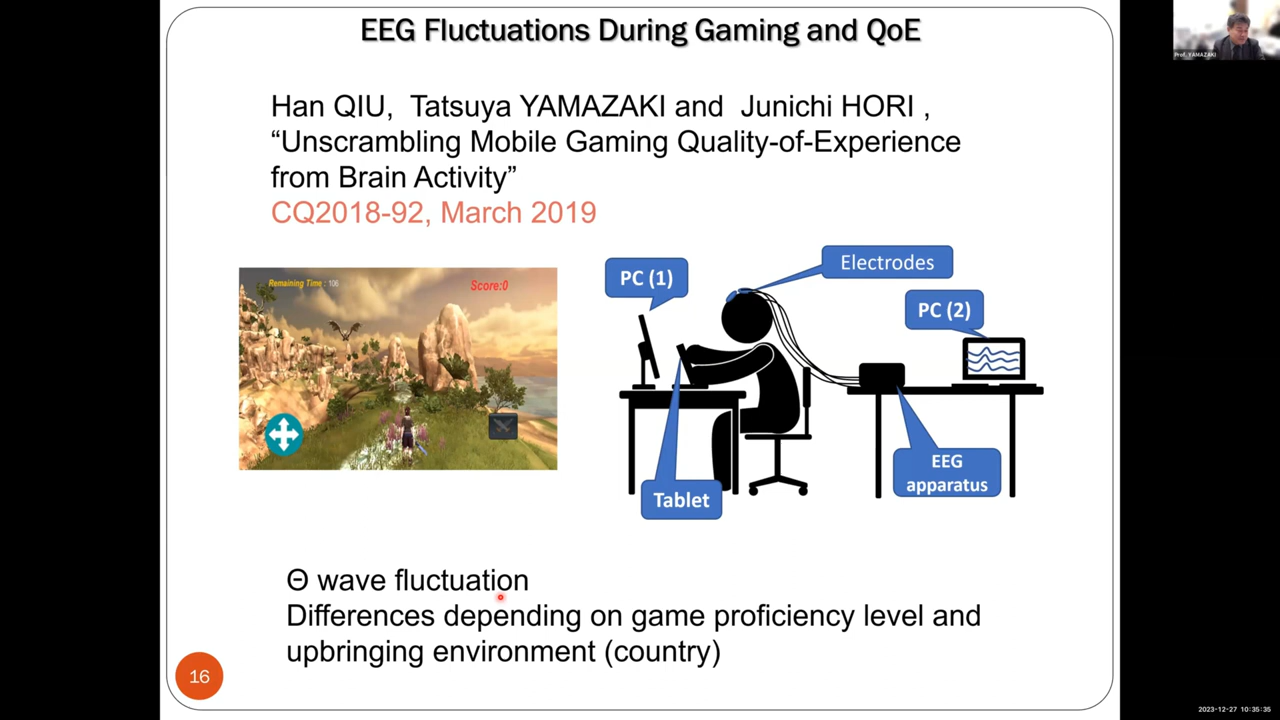 EEG Fluctuations During Gaming and QoE
Prof. YAMAZAKI
Han QIU, Tatsuya YAMAZAKI and Junichi HORI ,
“Unscrambling Mobile Gaming Quality-of-Experience
from Brain Activity”
CQ2018-92, March 2019
Remaining Time : 106
Score:0
PC (1)
Electrodes
PC (2)
EEG
apparatus
Tablet
Θ wave fluctuation
Differences depending on game proficiency level and
upbringing environment (country)
16
2023-12-27 10:35:35